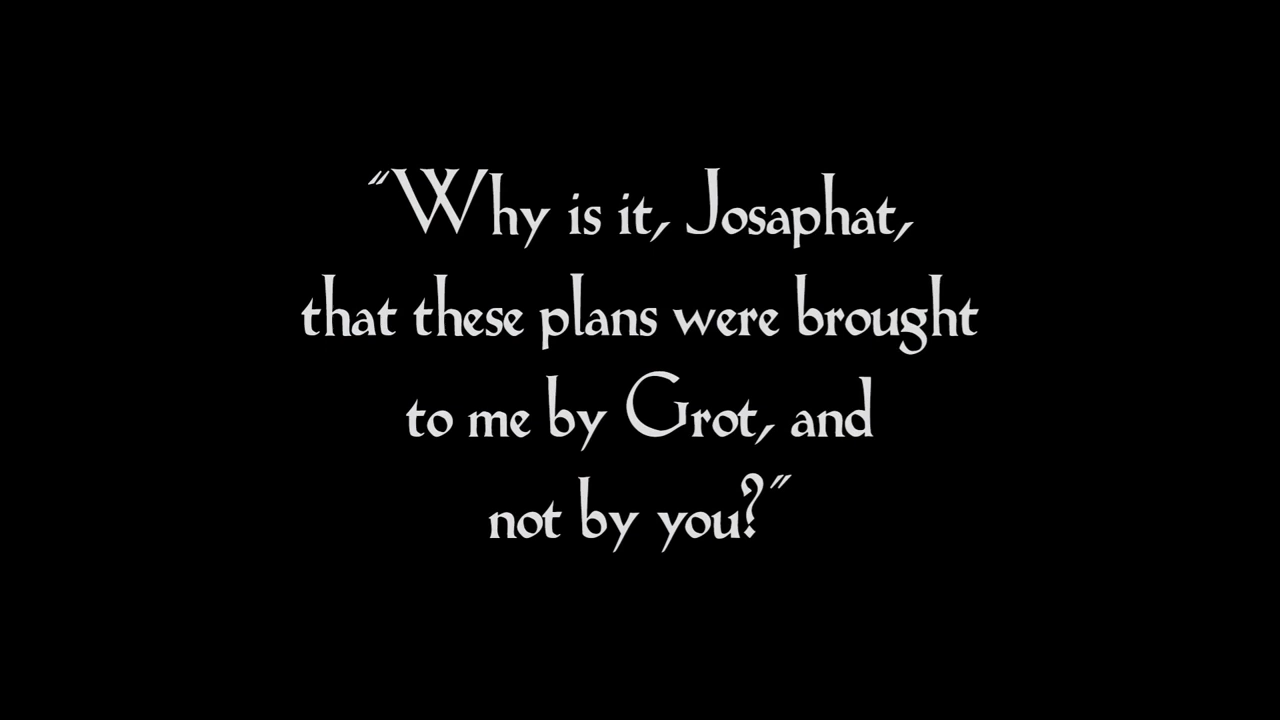 “Why is it, Josaphat,
that these plans were brought
to me by Grot, and
not by you?”